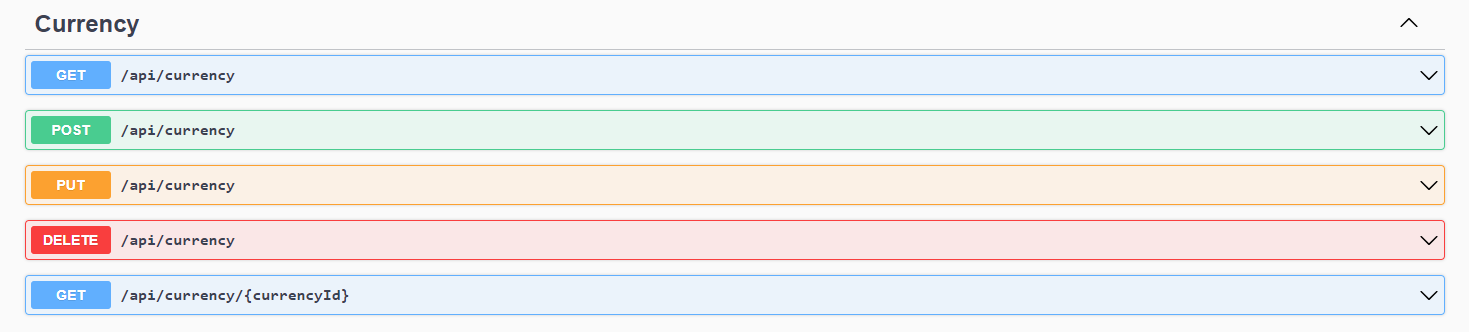 Currency
GET /api/currency
POST /api/currency
PUT /api/currency
DELETE /api/currency
GET /api/currency/{currencyId}